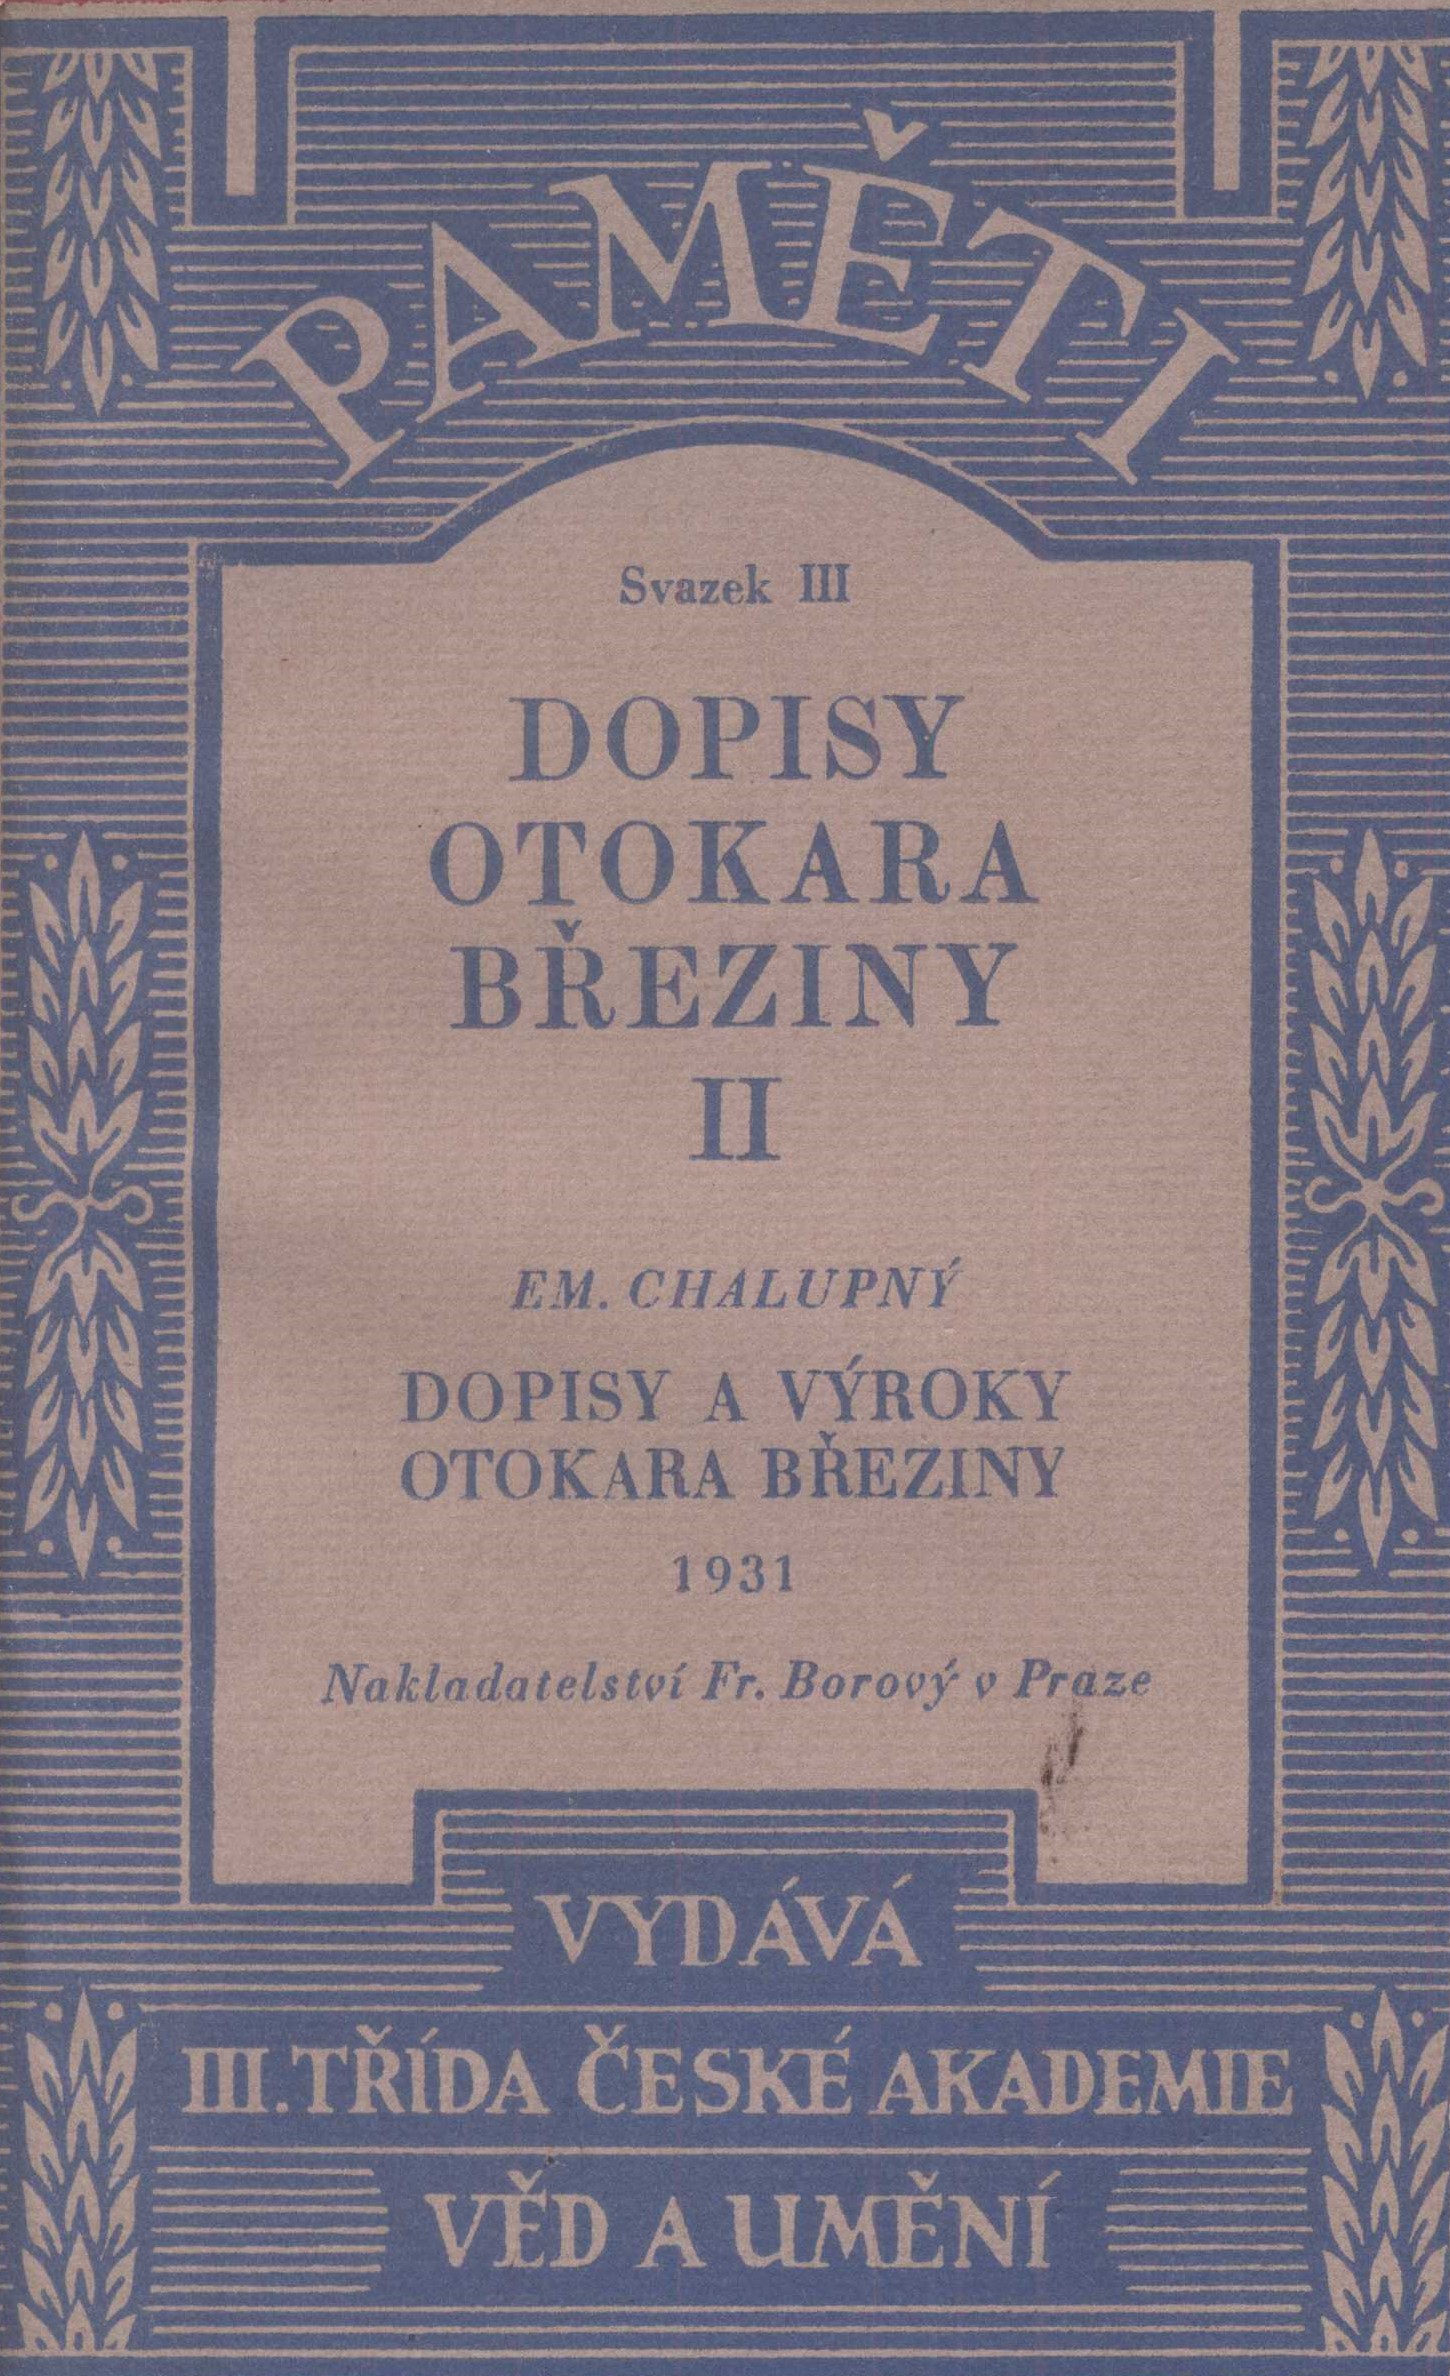 PAMĚTI
Svazek III
DOPISY
OTOKARA
BŘEZINY
II
EM. CHALUPNÝ
DOPISY A VÝROKY
OTOKARA BŘEZINY
1931
Nakladatelství Fr. Borový v Praze
VYDÁVÁ
III. TŘÍDA ČESKÉ AKADEMIE
VĚD A UMĚNÍ